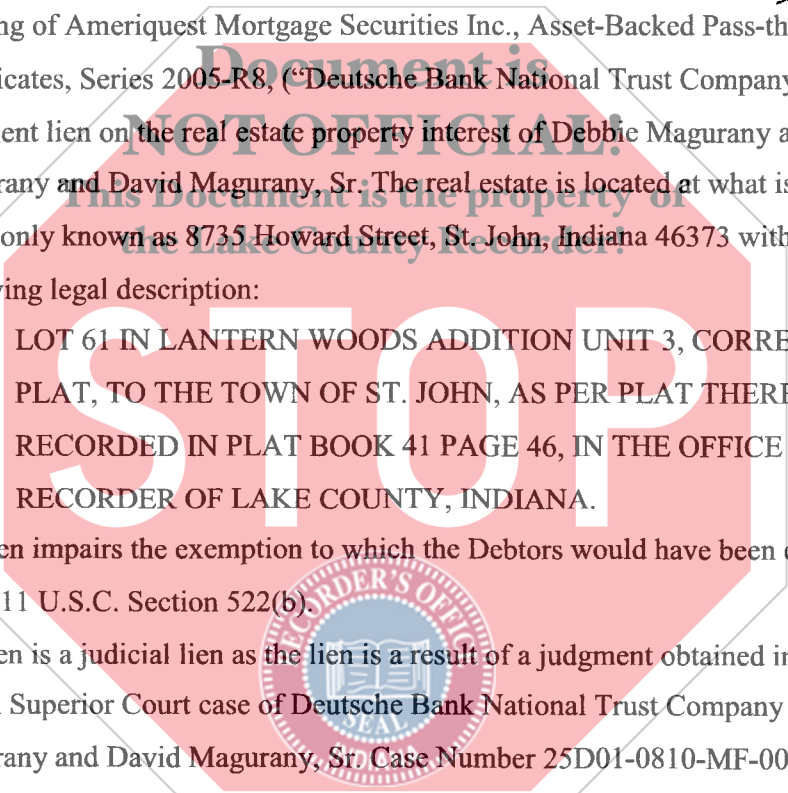 ng of Ameriquest Mortgage Securities Inc., Asset-Backed Pass-th
icates, Series 2005-R8, (“Deutsche Bank National Trust Company
Document is
ent lien on the real estate property interest of Debbie Magurany a
NOT OFFICIAL!
rany and David Magurany, Sr. The real estate is located at what is
This Document is the property of
only known as 8735 Howard Street, St. John, Indiana 46373 with
the Lake County Recorder!
ving legal description:
LOT 61 IN LANTERN WOODS ADDITION UNIT 3, CORRE
PLAT, TO THE TOWN OF ST. JOHN, AS PER PLAT THERE
RECORDED IN PLAT BOOK 41 PAGE 46, IN THE OFFICE
RECORDER OF LAKE COUNTY, INDIANA.
STOP
en impairs the exemption to which the Debtors would have been e
11 U.S.C. Section 522(b).
en is a judicial lien as the lien is a result of a judgment obtained in
Superior Court case of Deutsche Bank National Trust Company
rany and David Magurany, Sr. Case Number 25D01-0810-MF-00
RECORDER'S OFFIC
SEAL